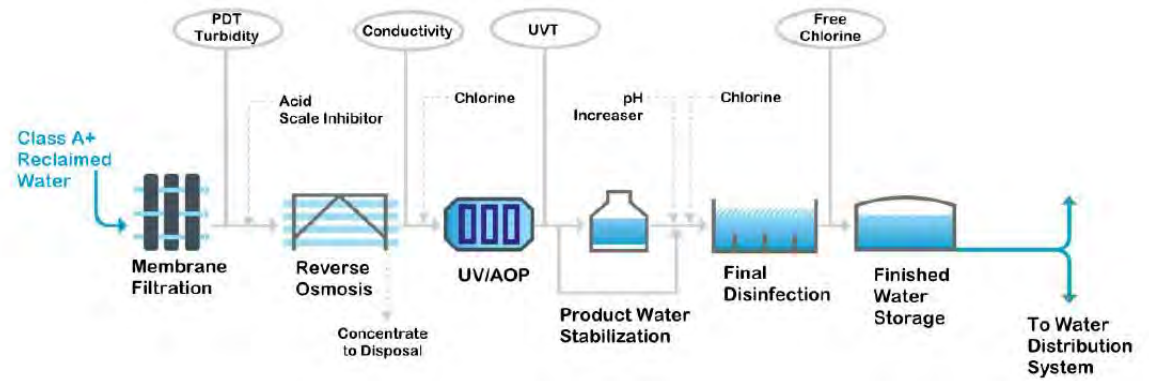 PDT
Turbidity
Conductivity
UVT
Free
Chlorine
Acid
Scale Inhibitor
Chlorine
pH
Increaser
Chlorine
Class A+
Reclaimed
Water
Membrane
Filtration
Reverse
Osmosis
UV/AOP
Product Water
Stabilization
Final
Disinfection
Finished
Water
Storage
Concentrate
to Disposal
To Water
Distribution
System